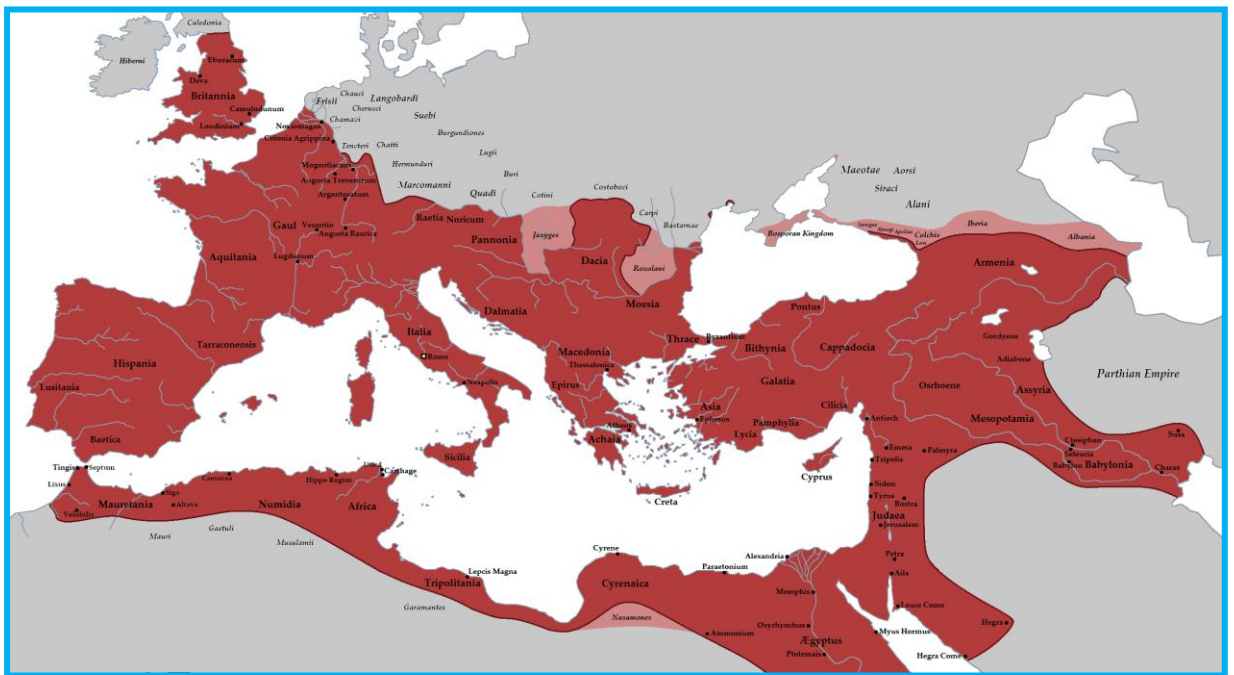 Caledonia
Hiberni
Eburacum
Deva
Britannia
Camulodunum
Londinium
Frisii
Chauci
Langobardi
Cherusci
Chamavi
Suebi
Noviomagus
Colonia Agrippina
Burgundiones
Tencteri
Chatti
Lugii
Mogontiacum
Hermunduri
Buri
Augusta Treverorum
Marcomanni
Quadi
Cotini
Costoboci
Argentoratum
Maeotae
Aorsi
Siraci
Alani
Raetia
Noricum
Carpi
Bastarnae
Gaul
Vesontio
Augusta Raurica
Pannonia
Jazyges
Bosporan Kingdom
Apsilae
Colchis
Lazi
Iberia
Albania
Aquitania
Lugdanum
Dacia
Roxolani
Armenia
Dalmatia
Moesia
Pontus
Italia
Tarraconensis
Rome
Thrace
Byzantium
Bithynia
Cappadocia
Gordyene
Macedonia
Thessalonica
Adiabene
Hispania
Lusitania
Neapolis
Epirus
Galatia
Osrhoene
Assyria
Parthian Empire
Asia
Ephesus
Cilicia
Antioch
Mesopotamia
Baetica
Athens
Achaia
Pamphylia
Lycia
Susa
Ctesiphon
Seleucia
Emesa
Palmyra
Tripolis
Babylon
Babylonia
Charax
Tingis
Septum
Sicilia
Utica
Carthage
Caesarea
Hippo Regius
Cyprus
Lixus
Siga
Sidon
Mauretania
Altava
Numidia
Africa
Creta
Tyrus
Bostra
Volubilis
Judaea
Jerusalem
Mauri
Gaetuli
Musulamii
Cyrene
Alexandria
Petra
Lepcis Magna
Paraetonium
Aila
Tripolitania
Cyrenaica
Memphis
Garamantes
Leuce Come
Nasamones
Oxyrhynchus
Hegra
Ammonium
Myus Hormus
Ægyptus
Ptolemais
Hegra Come